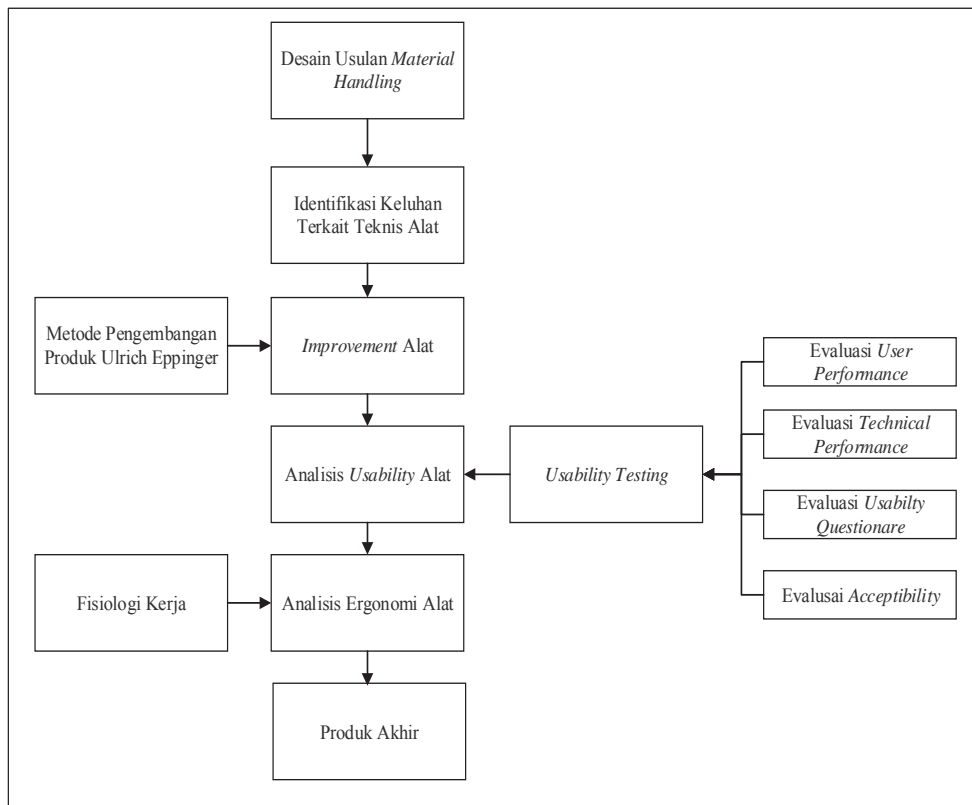 Desain Usulan Material
Handling
Identifikasi Keluhan
Terkait Teknis Alat
Metode Pengembangan
Produk Ulrich Eppinger
Improvement Alat
Evaluasi User
Performance
Evaluasi Technical
Performance
Analisis Usability Alat
Usability Testing
Evaluasi Usabilty
Questionare
Fisiologi Kerja
Analisis Ergonomi Alat
Evalusai Acceptibility
Produk Akhir